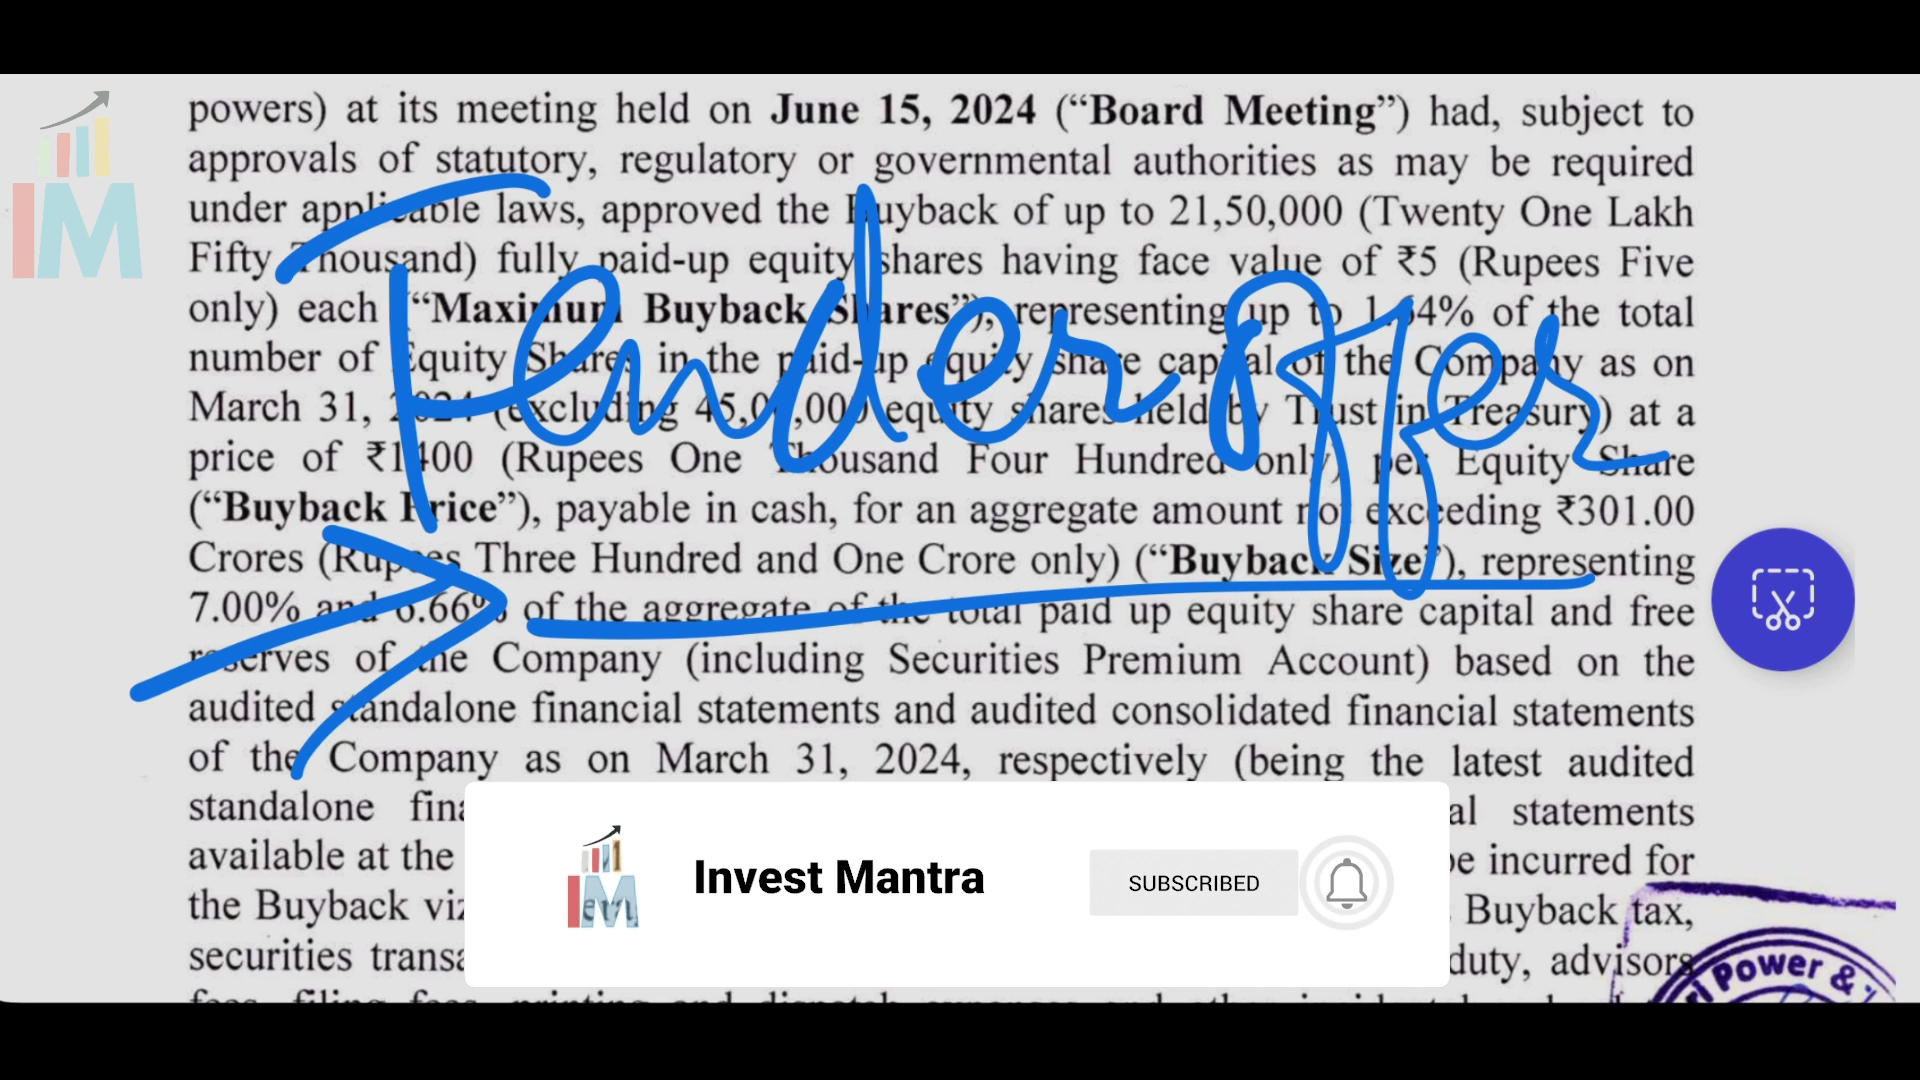 powers) at its meeting held on June 15, 2024 (“Board Meeting”) had, subject to
approvals of statutory, regulatory or governmental authorities as may be required
under applicable laws, approved the Buyback of up to 21,50,000 (Twenty One Lakh
Fifty Thousand) fully paid-up equity shares having face value of ₹5 (Rupees Five
only) each (“Maximum Buyback Shares”), representing up to 1.64% of the total
number of Equity Shares in the paid-up equity share capital of the Company as on
March 31, 2024 (excluding 45,00,000 equity shares held by Trust in Treasury) at a
price of ₹1400 (Rupees One Thousand Four Hundred only) per Equity Share
(“Buyback Price”), payable in cash, for an aggregate amount not exceeding ₹301.00
Crores (Rupees Three Hundred and One Crore only) (“Buyback Size”), representing
7.00% and 6.66% of the aggregate of the total paid up equity share capital and free
reserves of the Company (including Securities Premium Account) based on the
audited standalone financial statements and audited consolidated financial statements
of the Company as on March 31, 2024, respectively (being the latest audited
standalone statements
available at the incurred for
the Buyback Buyback tax,
securities duty, advisors
Tender offer
IM
Invest Mantra
SUBSCRIBED
IM
Power &